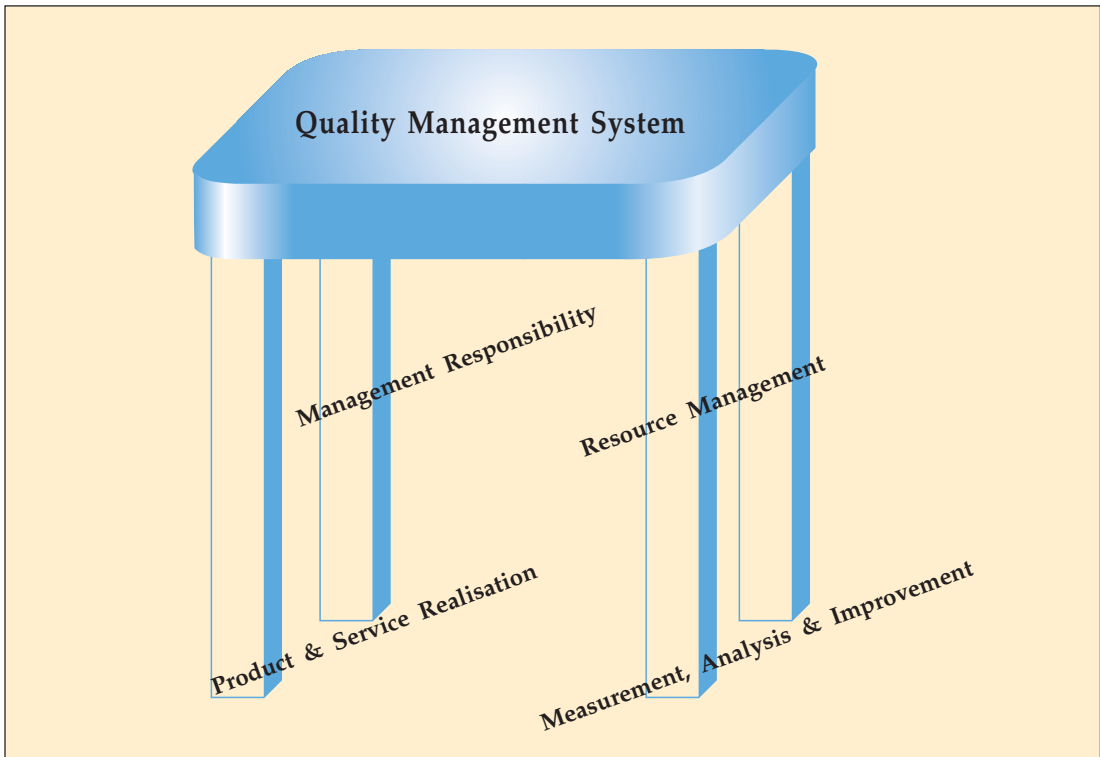 Quality Management System
Management Responsibility
Resource Management
Product & Service Realisation
Measurement, Analysis & Improvement